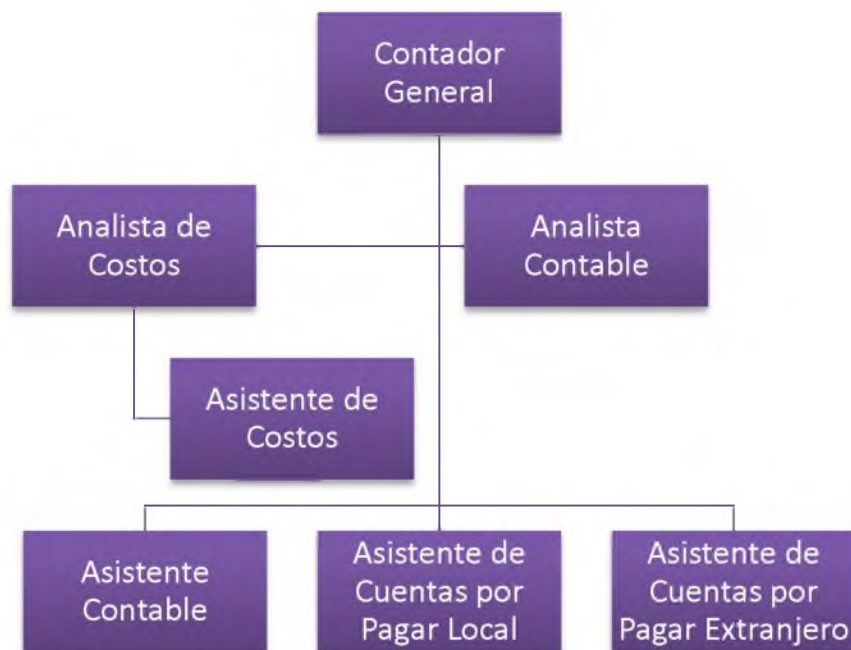 Contador
General
Analista de
Costos
Analista
Contable
Asistente de
Costos
Asistente
Contable
Asistente de
Cuentas por
Pagar Local
Asistente de
Cuentas por
Pagar Extranjero